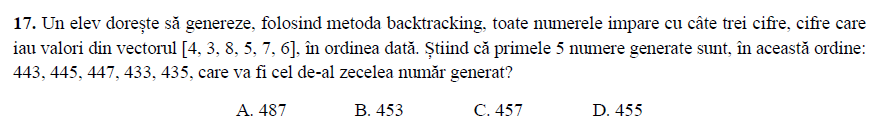 17. Un elev dorește să genereze, folosind metoda backtracking, toate numerele impare cu câte trei cifre, cifre care
iau valori din vectorul [4, 3, 8, 5, 7, 6], în ordinea dată. Știind că primele 5 numere generate sunt, în această ordine:
443, 445, 447, 433, 435, care va fi cel de-al zecelea număr generat?
A. 487 B. 453 C. 457 D. 455